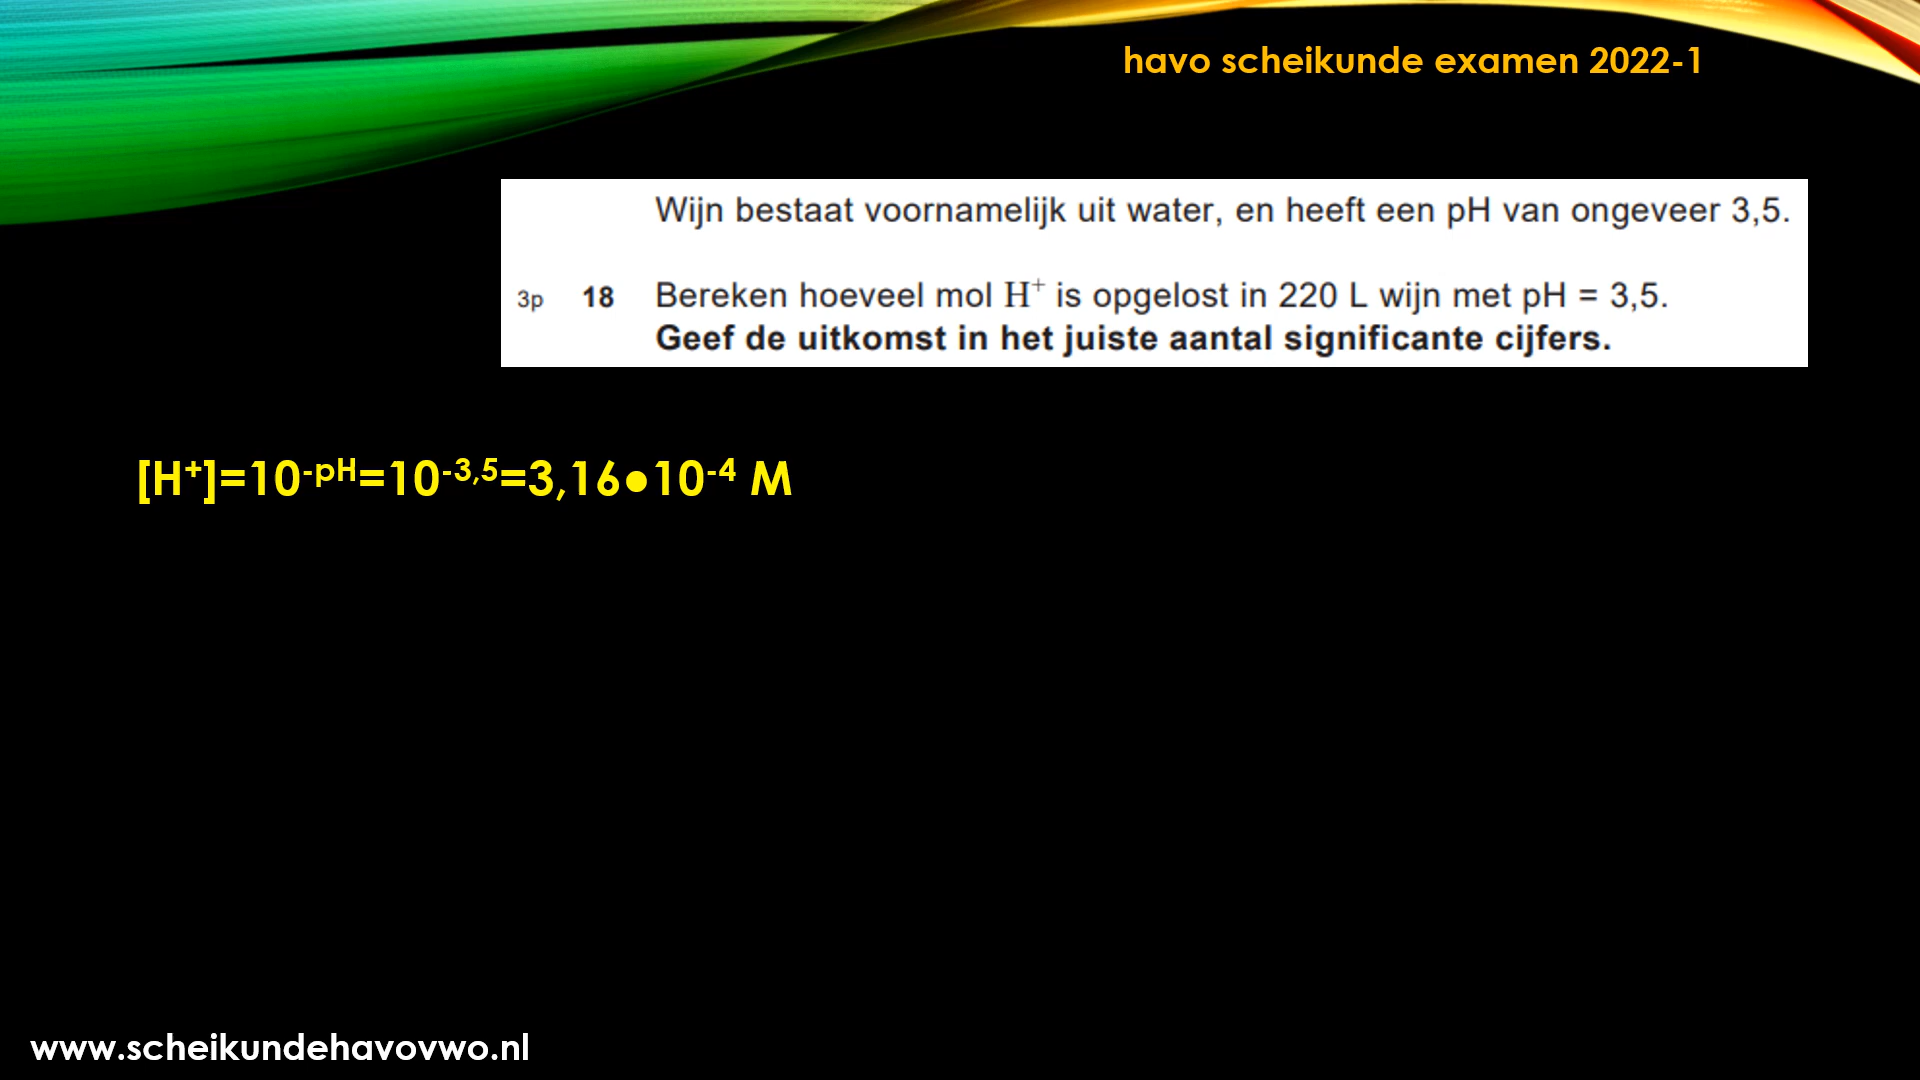 havo scheikunde examen 2022-1
Wijn bestaat voornamelijk uit water, en heeft een pH van ongeveer 3,5.
3p 18 Bereken hoeveel mol H⁺ is opgelost in 220 L wijn met pH = 3,5.
Geef de uitkomst in het juiste aantal significante cijfers.
[H⁺]=10⁻ᵖᴴ=10⁻³,⁵=3,16●10⁻⁴ M
www.scheikundehavovwo.nl